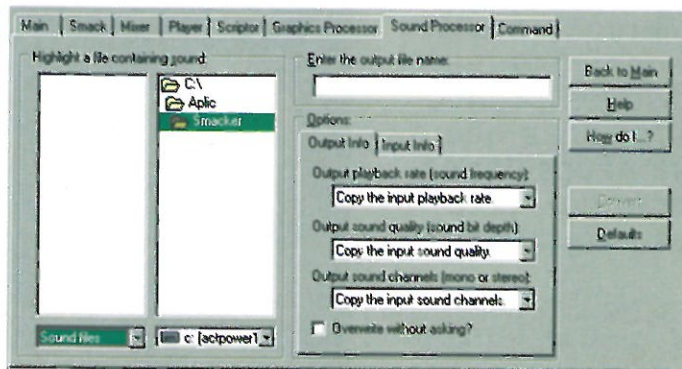 Main Smack Mixer Player Scriptor Graphics Processor Sound Processor Command
Highlight a file containing sound:
C:\
Aplic
Smacker
Sound files
c: [actpower1
Enter the output file name:
Options:
Output Info Input Info
Output playback rate (sound frequency):
Copy the input playback rate.
Output sound quality (sound bit depth):
Copy the input sound quality.
Output sound channels (mono or stereo):
Copy the input sound channels.
Overwrite without asking?
Back to Main
Help
How do I...?
Convert
Defaults